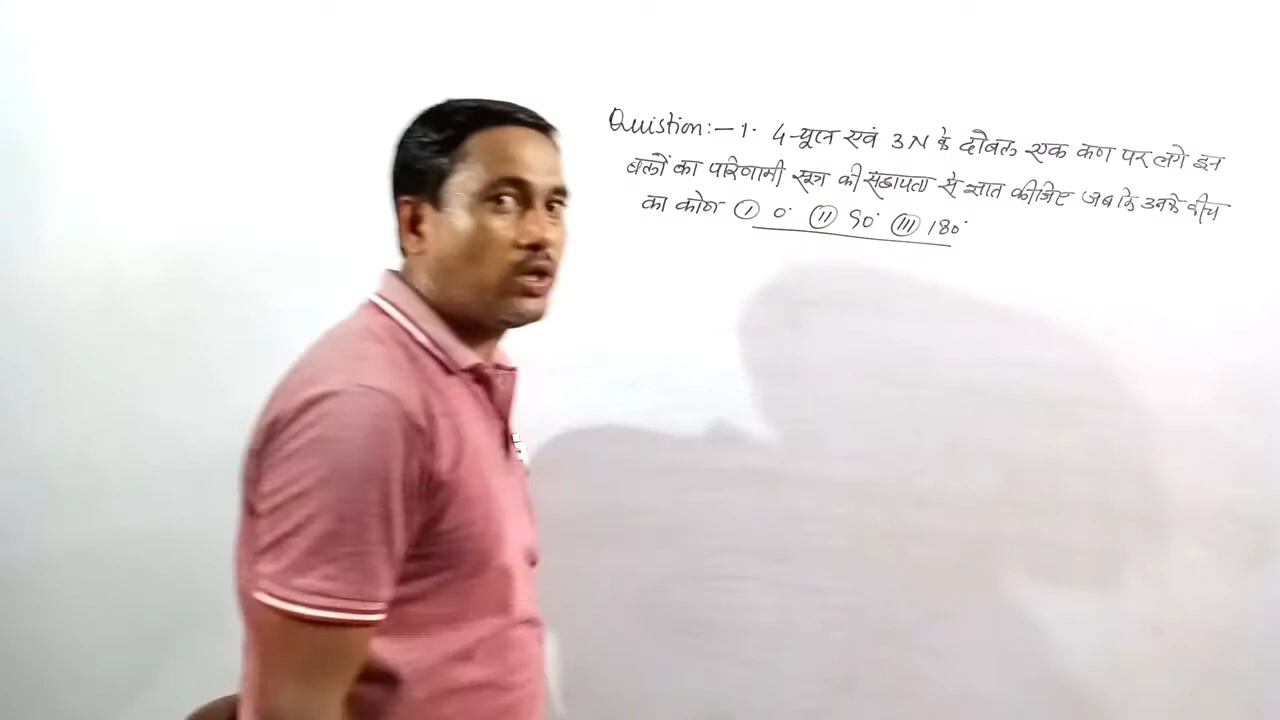 Quistion:-1. 4-यूटन एवं 3N के दो बल एक कण पर लगे इन
बलों का परिणामी सूत्र की सहायता से ज्ञात कीजिए जब कि उनके बीच
का कोण (i) 0° (ii) 90° (iii) 180°